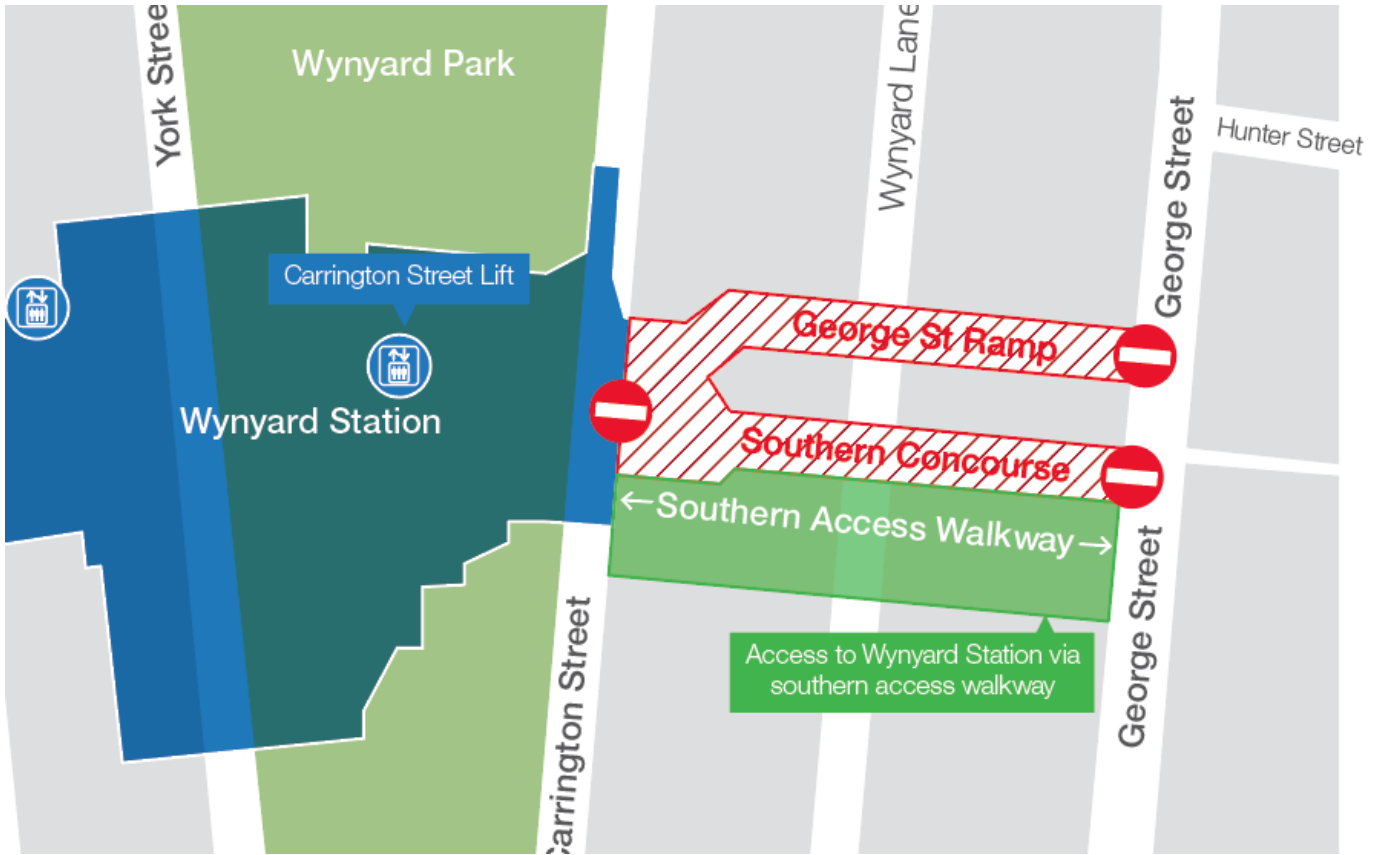 York Stree
Wynyard Park
Wynyard Lane
George Street
Hunter Street
Carrington Street Lift
George St Ramp
Wynyard Station
Southern Concourse
←Southern Access Walkway→
Access to Wynyard Station via
southern access walkway
Carrington Street
George Street